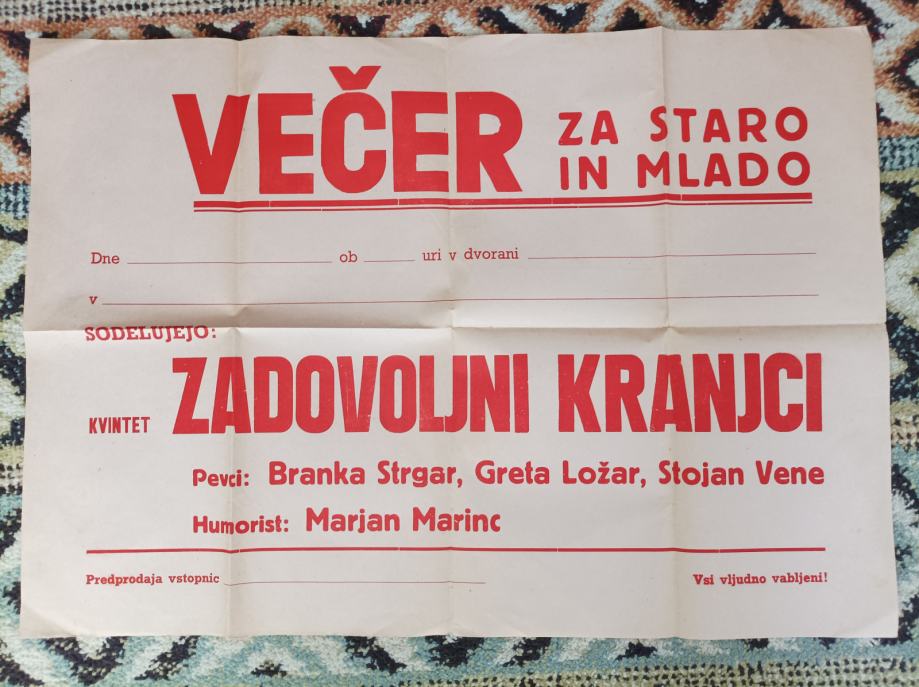 VEČER ZA STARO
IN MLADO
Dne ob uri v dvorani
v
SODELUJEJO:
KVINTET ZADOVOLJNI KRANJCI
Pevci: Branka Strgar, Greta Ložar, Stojan Vene
Humorist: Marjan Marinc
Predprodaja vstopnic Vsi vljudno vabljeni!